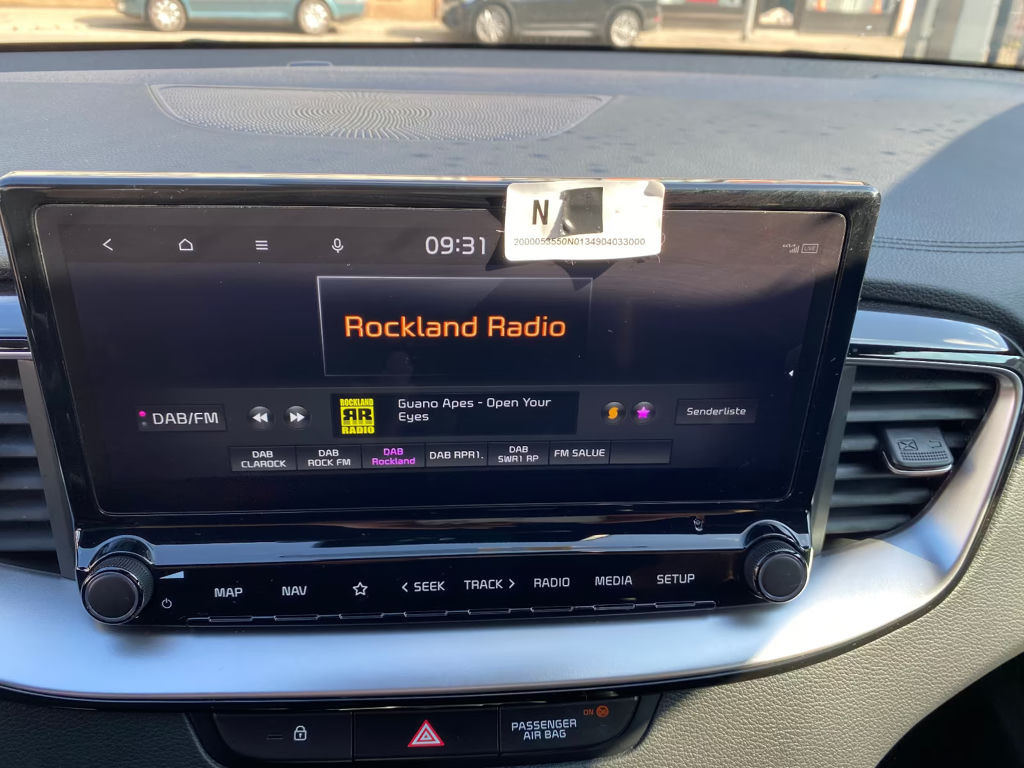 N
2000053550N0134904033000
09:31
LIVE
Rockland Radio
DAB/FM
ROCKLAND
RR
RADIO
Guano Apes - Open Your
Eyes
Senderliste
DAB
CLAROCK
DAB
ROCK FM
DAB
Rockland
DAB RPR1.
DAB
SWR1 RP
FM SALUE
MAP
NAV
SEEK
TRACK
RADIO
MEDIA
SETUP
ON
PASSENGER
AIR BAG